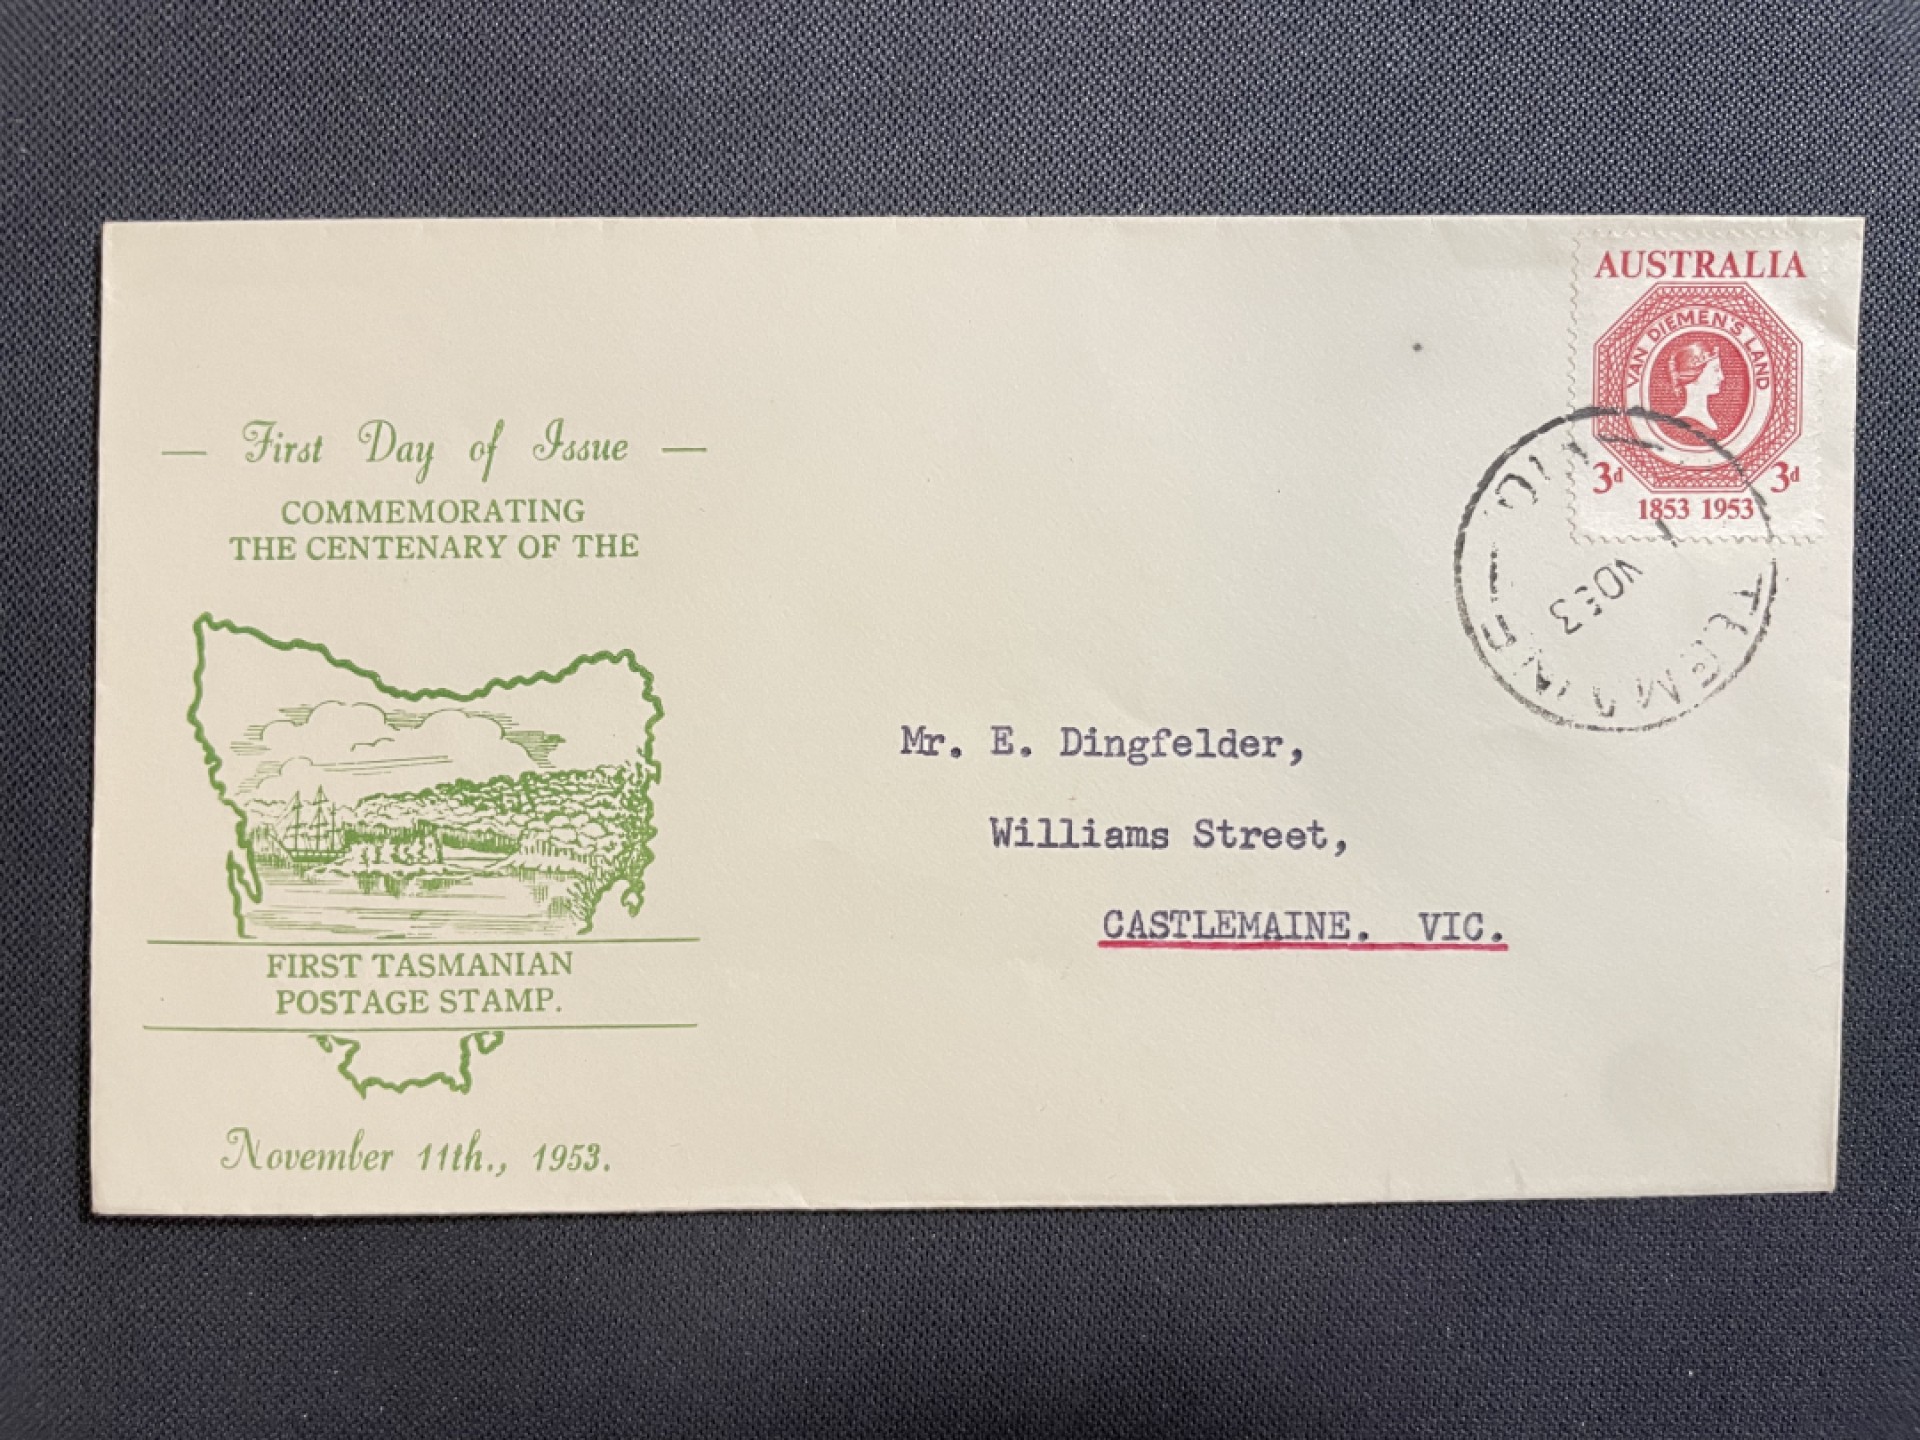 — First Day of Issue —
COMMEMORATING
THE CENTENARY OF THE
FIRST TASMANIAN
POSTAGE STAMP.
November 11th., 1953.
AUSTRALIA
VAN DIEMEN'S LAND
3d 3d
1853 1953
Mr. E. Dingfelder,
Williams Street,
CASTLEMAINE. VIC.